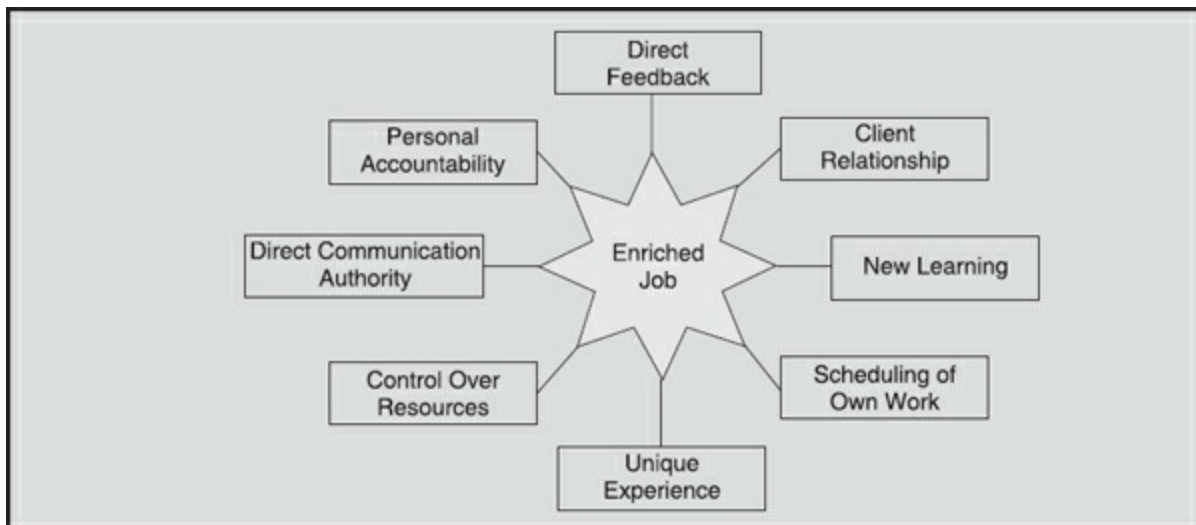 Direct
Feedback
Personal
Accountability
Client
Relationship
Direct Communication
Authority
Enriched
Job
New Learning
Control Over
Resources
Scheduling of
Own Work
Unique
Experience